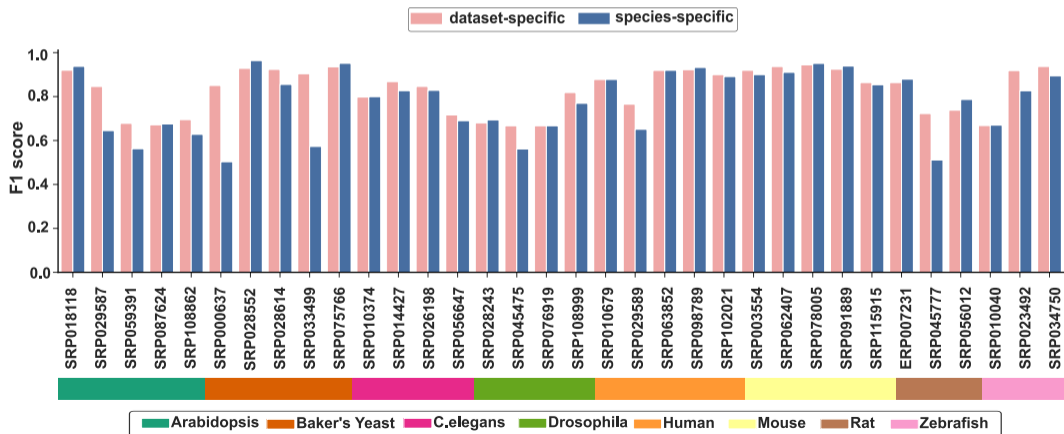 dataset-specific species-specific
F1 score
1.0
0.8
0.6
0.4
0.2
0.0
SRP018118
SRP029587
SRP059391
SRP087624
SRP108862
SRP000637
SRP028552
SRP028614
SRP033499
SRP075766
SRP010374
SRP014427
SRP026198
SRP056647
SRP028243
SRP045475
SRP076919
SRP108999
SRP010679
SRP029589
SRP063852
SRP098789
SRP102021
SRP003554
SRP062407
SRP078005
SRP091889
SRP115915
ERP007231
SRP045777
SRP056012
SRP010040
SRP023492
SRP034750
Arabidopsis Baker's Yeast C.elegans Drosophila Human Mouse Rat Zebrafish